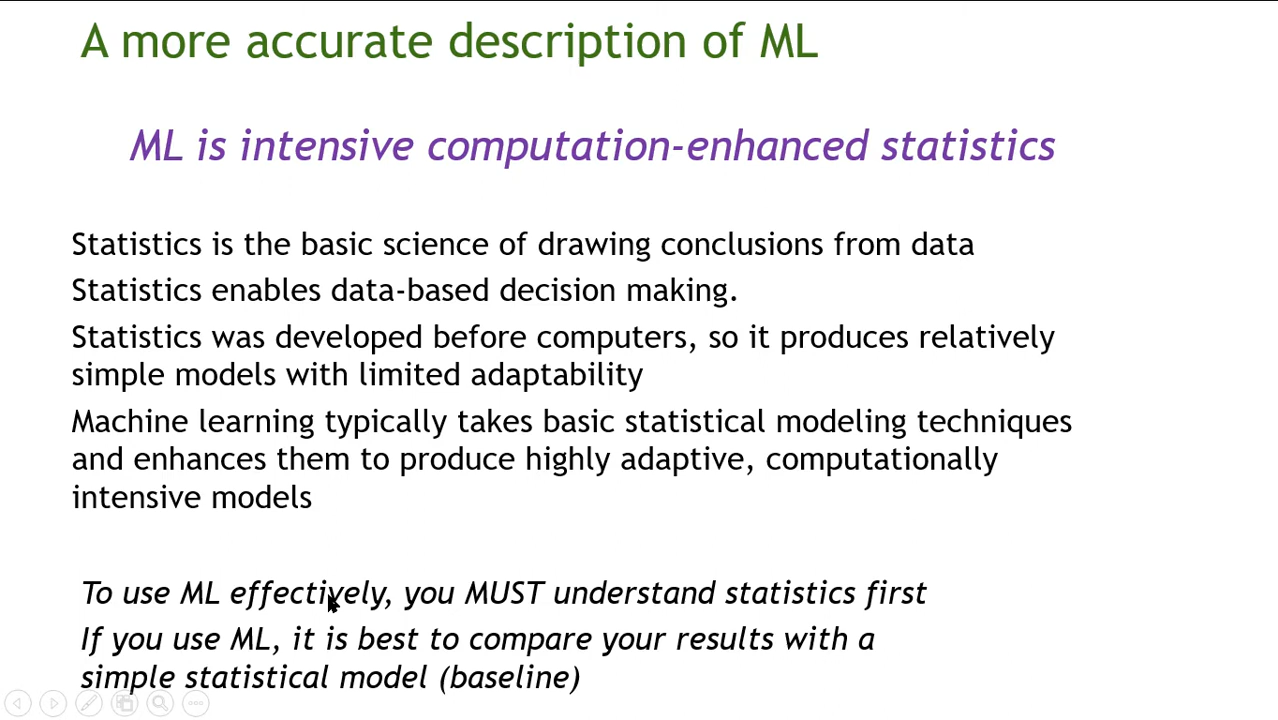 A more accurate description of ML
ML is intensive computation-enhanced statistics
Statistics is the basic science of drawing conclusions from data
Statistics enables data-based decision making.
Statistics was developed before computers, so it produces relatively
simple models with limited adaptability
Machine learning typically takes basic statistical modeling techniques
and enhances them to produce highly adaptive, computationally
intensive models
To use ML effectively, you MUST understand statistics first
If you use ML, it is best to compare your results with a
simple statistical model (baseline)